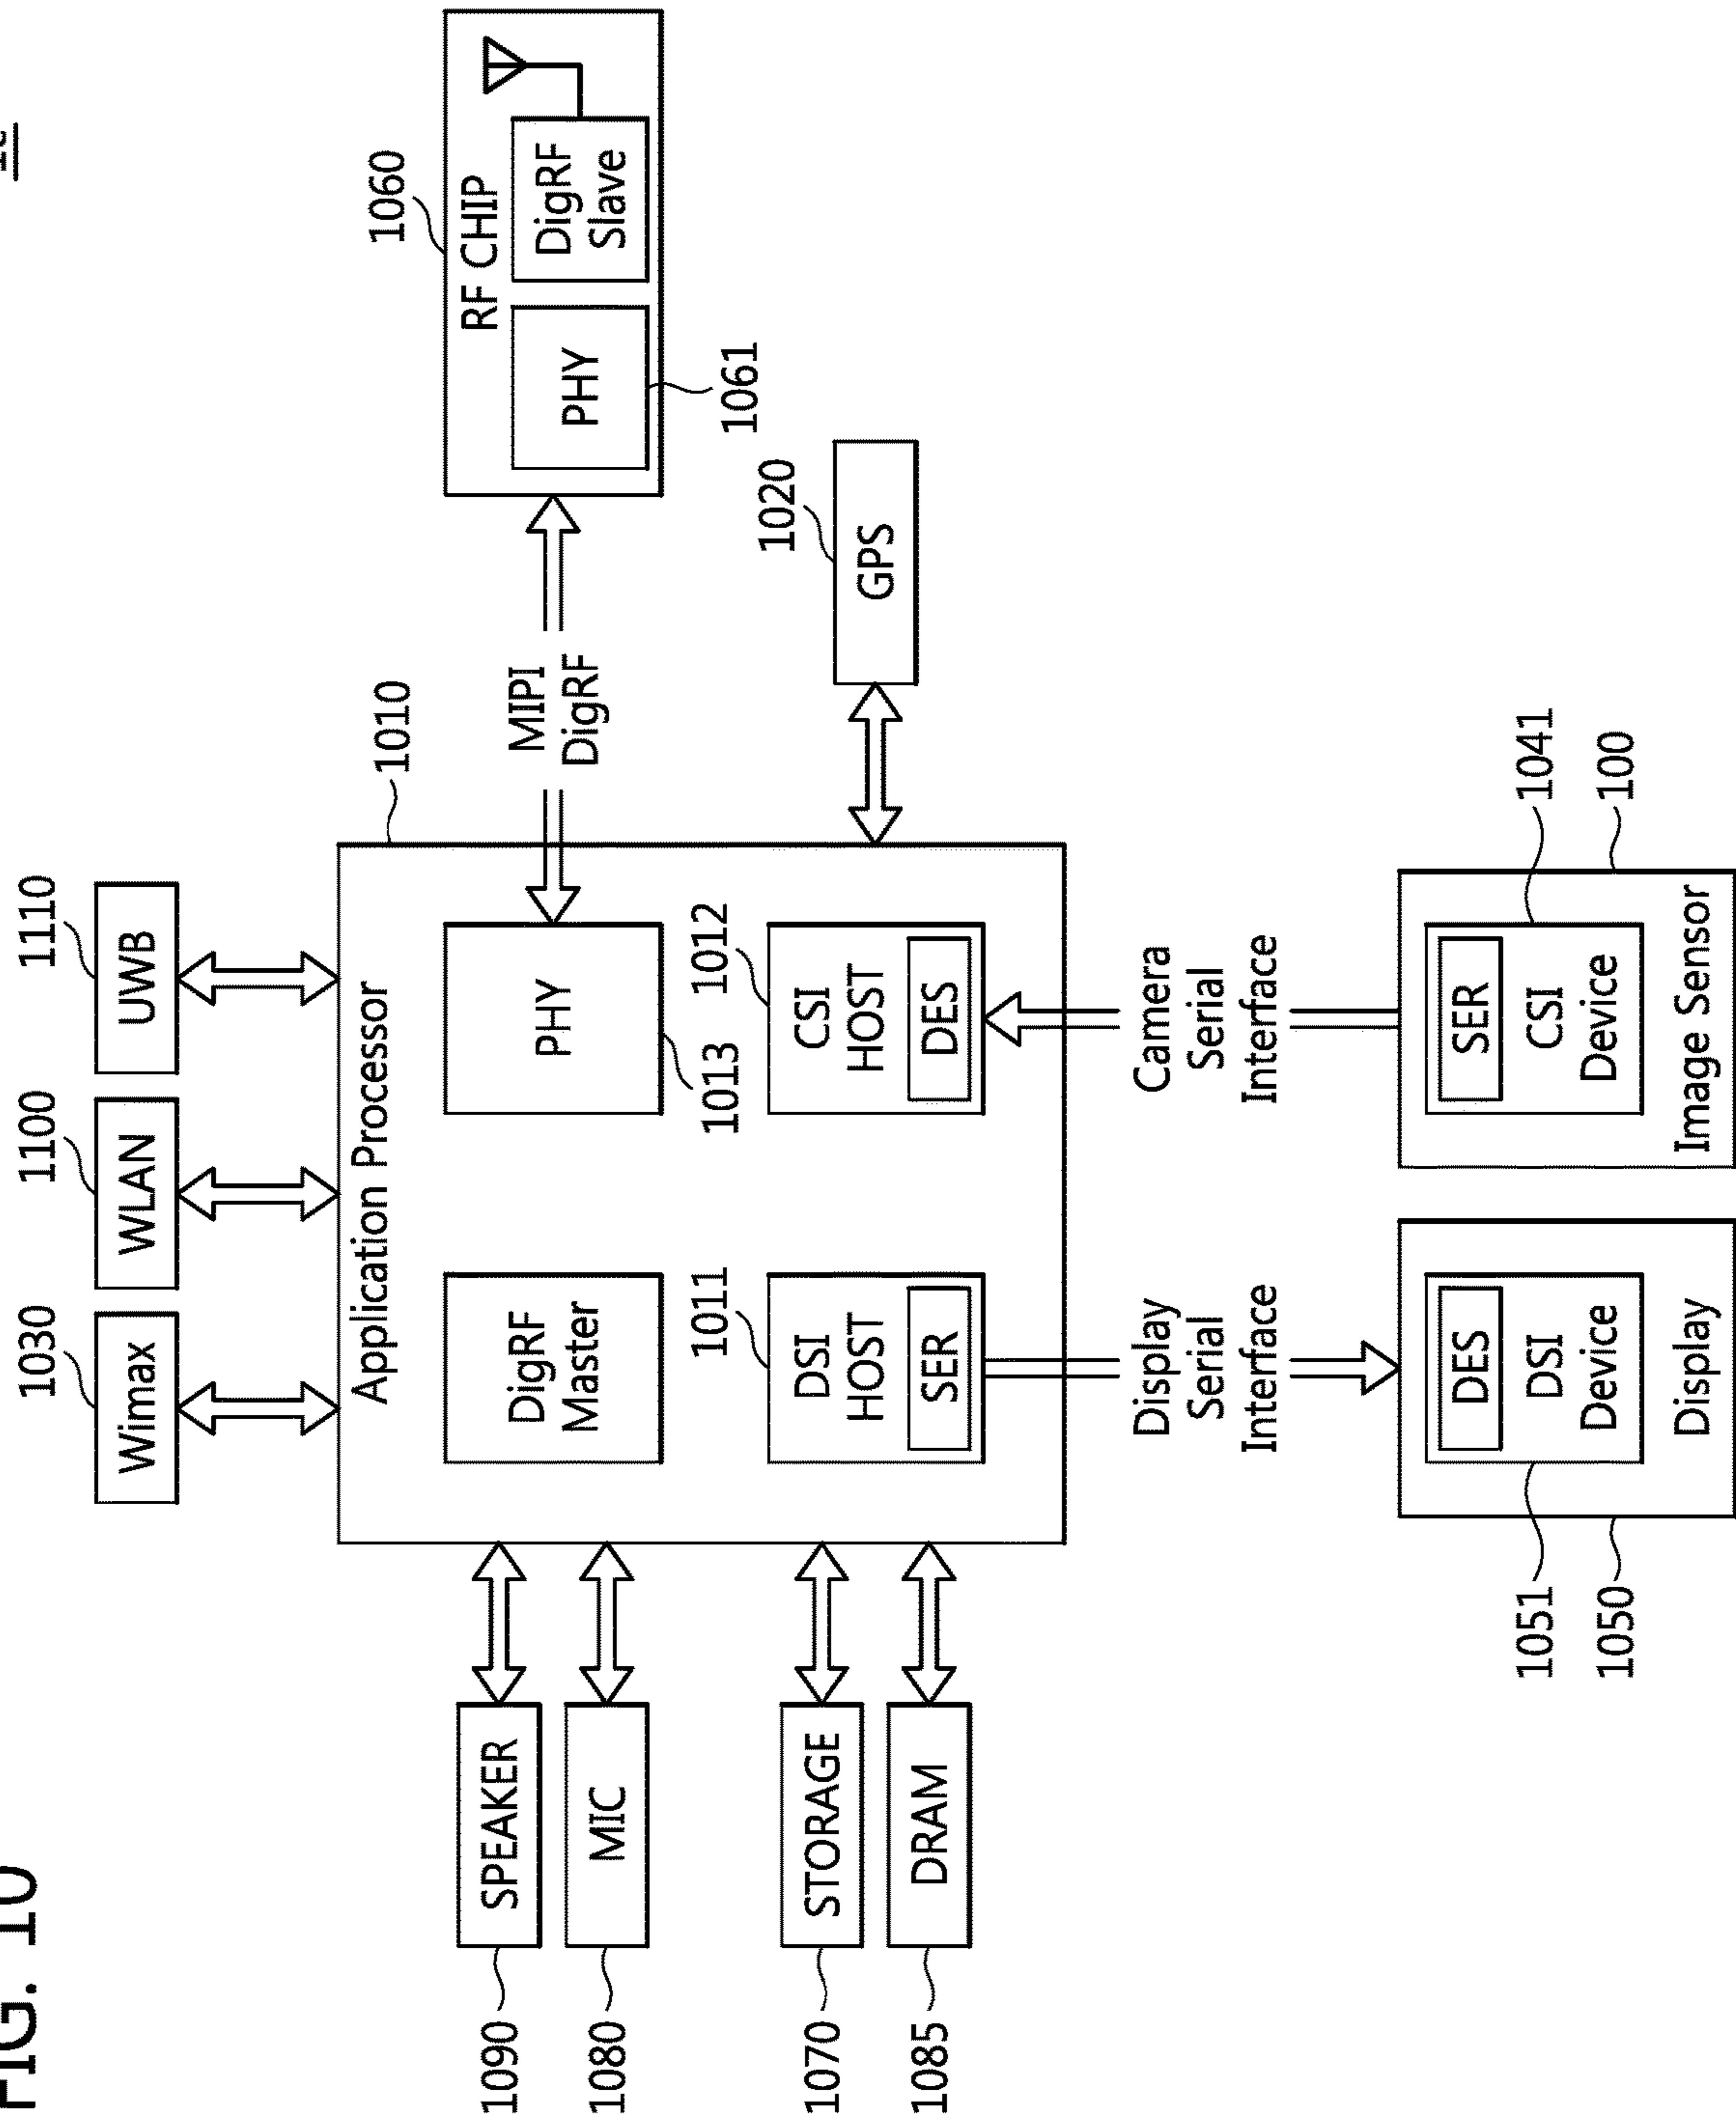 FIG. 10
1030
1100
1110
Wimax
WLAN
UWB
1010
1060
Application Processor
RF CHIP
1090
SPEAKER
DigRF
Master
PHY
MIPI
DigRF
PHY
DigRF
Slave
1080
MIC
1013
1061
1011
1012
1020
1070
STORAGE
DSI
HOST
SER
CSI
HOST
DES
GPS
1085
DRAM
Display
Serial
Interface
Camera
Serial
Interface
1051
DES
DSI
Device
SER
CSI
Device
1041
1050
Display
Image Sensor
100